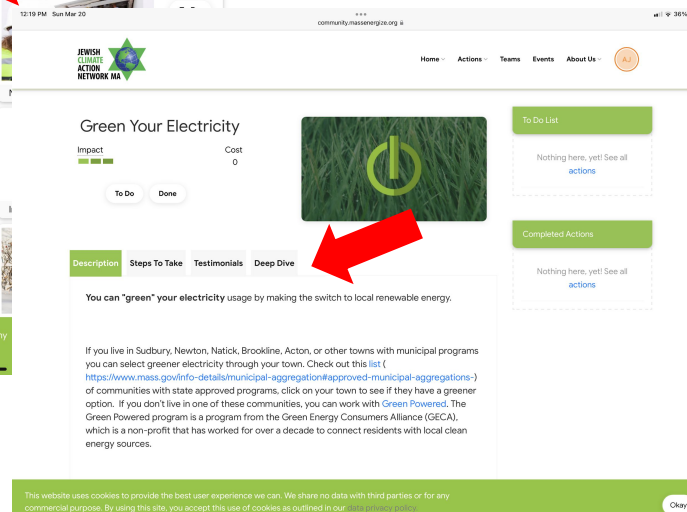 12:19 PM Sun Mar 20
community.massenergize.org
36%
JEWISH
CLIMATE
ACTION
NETWORK MA
Home
Actions
Teams
Events
About Us
AJ
Green Your Electricity
Impact
Cost
0
To Do
Done
To Do List
Nothing here, yet! See all
actions
Completed Actions
Nothing here, yet! See all
actions
Description
Steps To Take
Testimonials
Deep Dive
You can "green" your electricity usage by making the switch to local renewable energy.
If you live in Sudbury, Newton, Natick, Brookline, Acton, or other towns with municipal programs
you can select greener electricity through your town. Check out this list (
https://www.mass.gov/info-details/municipal-aggregation#approved-municipal-aggregations-)
of communities with state approved programs, click on your town to see if they have a greener
option. If you don't live in one of these communities, you can work with Green Powered. The
Green Powered program is a program from the Green Energy Consumers Alliance (GECA),
which is a non-profit that has worked for over a decade to connect residents with local clean
energy sources.
This website uses cookies to provide the best user experience we can. We share no data with third parties or for any
commercial purpose. By using this site, you accept this use of cookies as outlined in our data privacy policy.
Okay